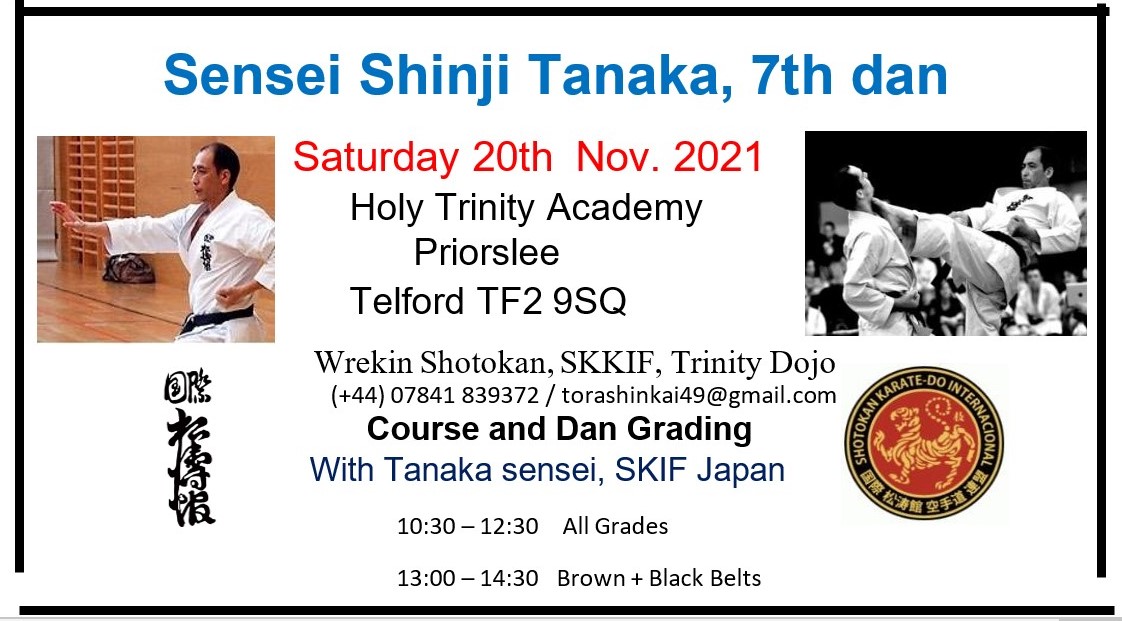 Sensei Shinji Tanaka, 7th dan
Saturday 20th Nov. 2021
Holy Trinity Academy
Priorslee
Telford TF2 9SQ
Wrekin Shotokan, SKKIF, Trinity Dojo
(+44) 07841 839372 / torashinkai49@gmail.com
Course and Dan Grading
With Tanaka sensei, SKIF Japan
10:30 – 12:30 All Grades
13:00 – 14:30 Brown + Black Belts
国際
松濤館
SHOTOKAN KARATE-DO INTERNACIONAL
国際 松涛館 空手道 連盟